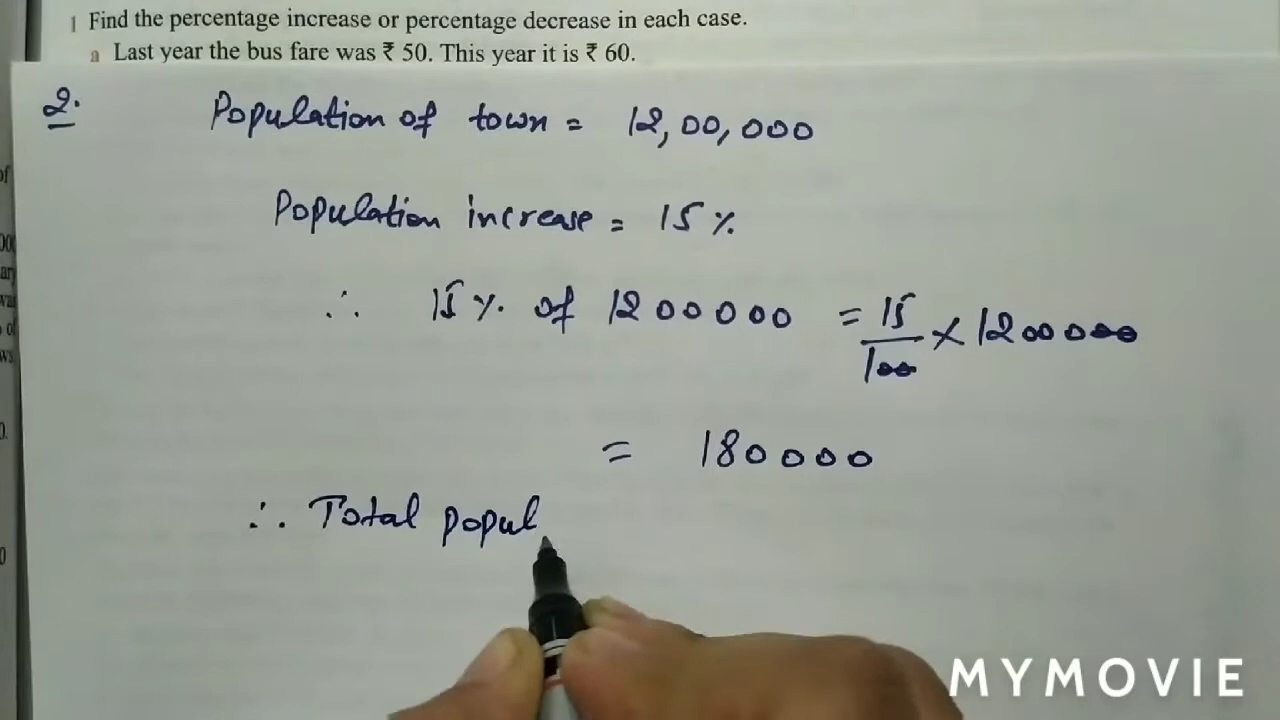 1 Find the percentage increase or percentage decrease in each case.
a Last year the bus fare was ₹ 50. This year it is ₹ 60.
2. Population of town = 12,00,000
Population increase = 15 %
∴ 15 % of 1200000 = 15/100 × 1200000
= 180000
∴ Total popul
MYMOVIE